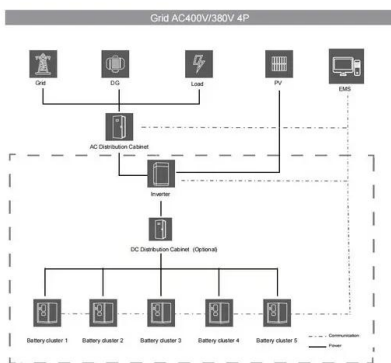 Grid AC400V/380V 4P
Grid DG Load PV EMS
AC Distribution Cabinet
Inverter
DC Distribution Cabinet (Optional)
Battery cluster 1 Battery cluster 2 Battery cluster 3 Battery cluster 4 Battery cluster 5
Communication
Power